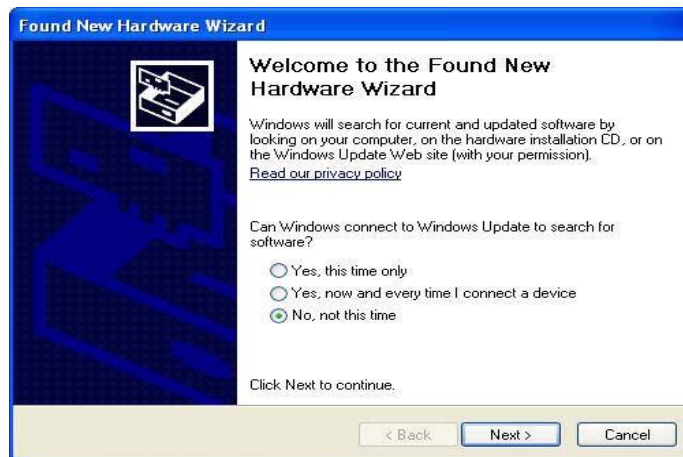 Found New Hardware Wizard
Welcome to the Found New
Hardware Wizard
Windows will search for current and updated software by
looking on your computer, on the hardware installation CD, or on
the Windows Update Web site (with your permission).
Read our privacy policy
Can Windows connect to Windows Update to search for
software?
Yes, this time only
Yes, now and every time I connect a device
No, not this time
Click Next to continue.
< Back
Next >
Cancel